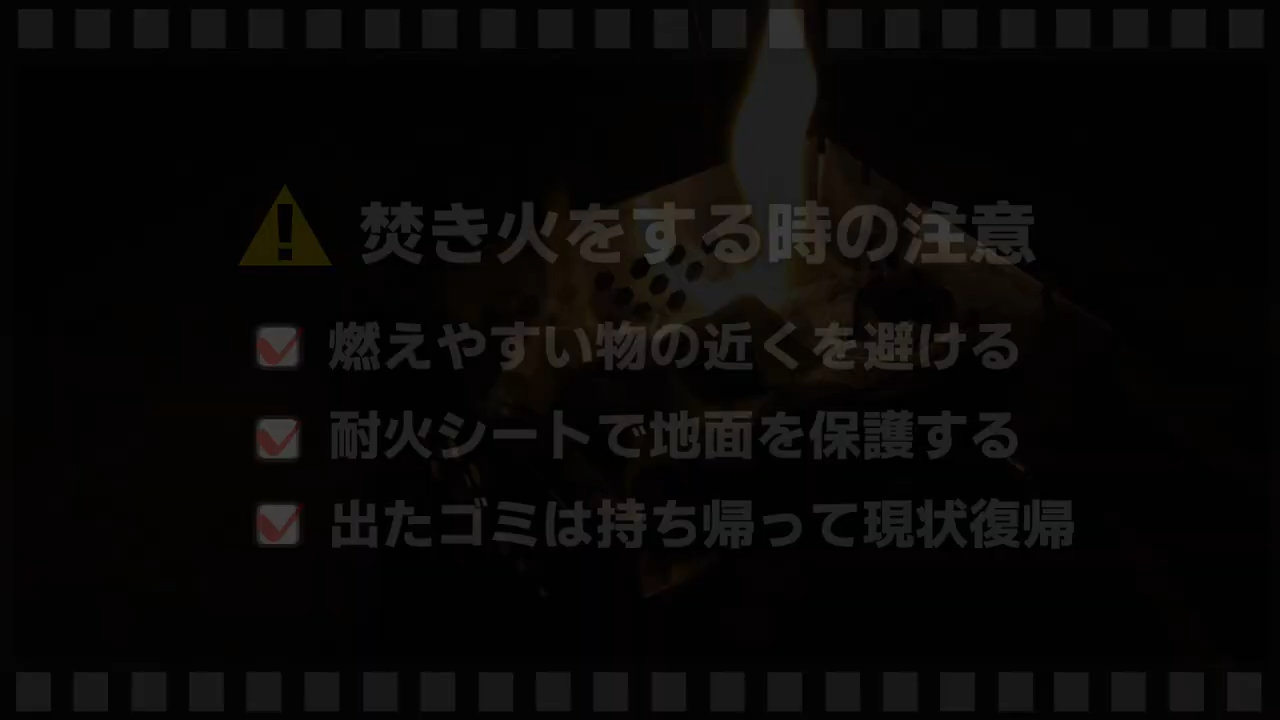 焚き火をする時の注意
燃えやすい物の近くを避ける
耐火シートで地面を保護する
出たゴミは持ち帰って現状復帰